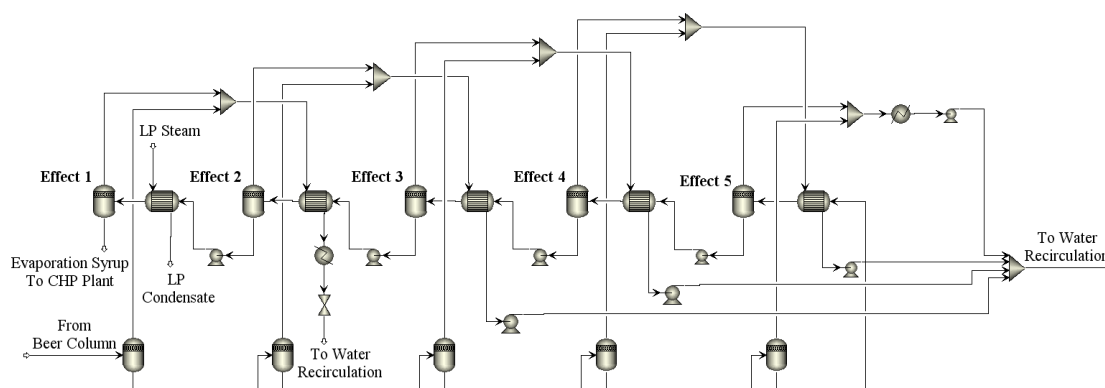 LP Steam
Effect 1
Effect 2
Effect 3
Effect 4
Effect 5
Evaporation Syrup
To CHP Plant
LP
Condensate
To Water
Recirculation
From
Beer Column
To Water
Recirculation